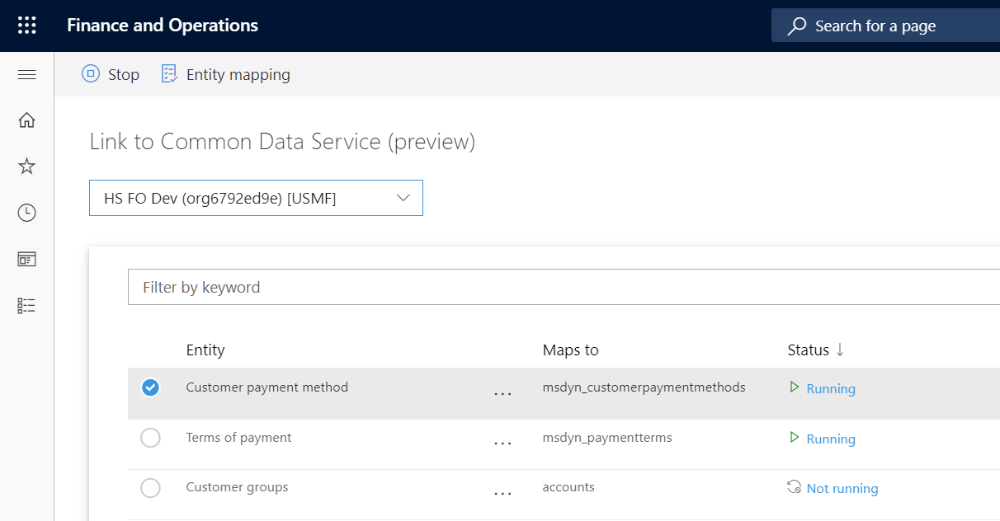 Finance and Operations
Search for a page
Stop
Entity mapping
Link to Common Data Service (preview)
HS FO Dev (org6792ed9e) [USMF]
Filter by keyword
Entity Maps to Status ↓
Customer payment method ... msdyn_customerpaymentmethods Running
Terms of payment ... msdyn_paymentterms Running
Customer groups ... accounts Not running